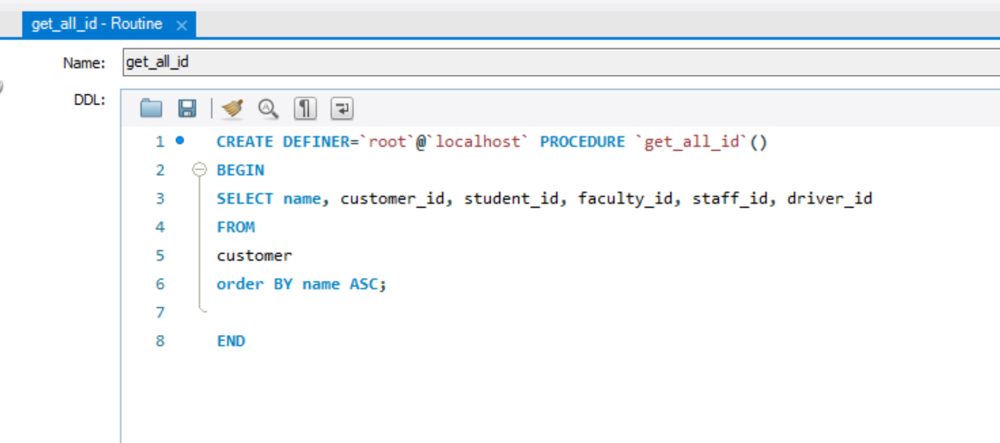 get_all_id - Routine ×
Name: get_all_id
DDL:
1 CREATE DEFINER=`root`@`localhost` PROCEDURE `get_all_id`()
2 BEGIN
3 SELECT name, customer_id, student_id, faculty_id, staff_id, driver_id
4 FROM
5 customer
6 order BY name ASC;
7
8 END